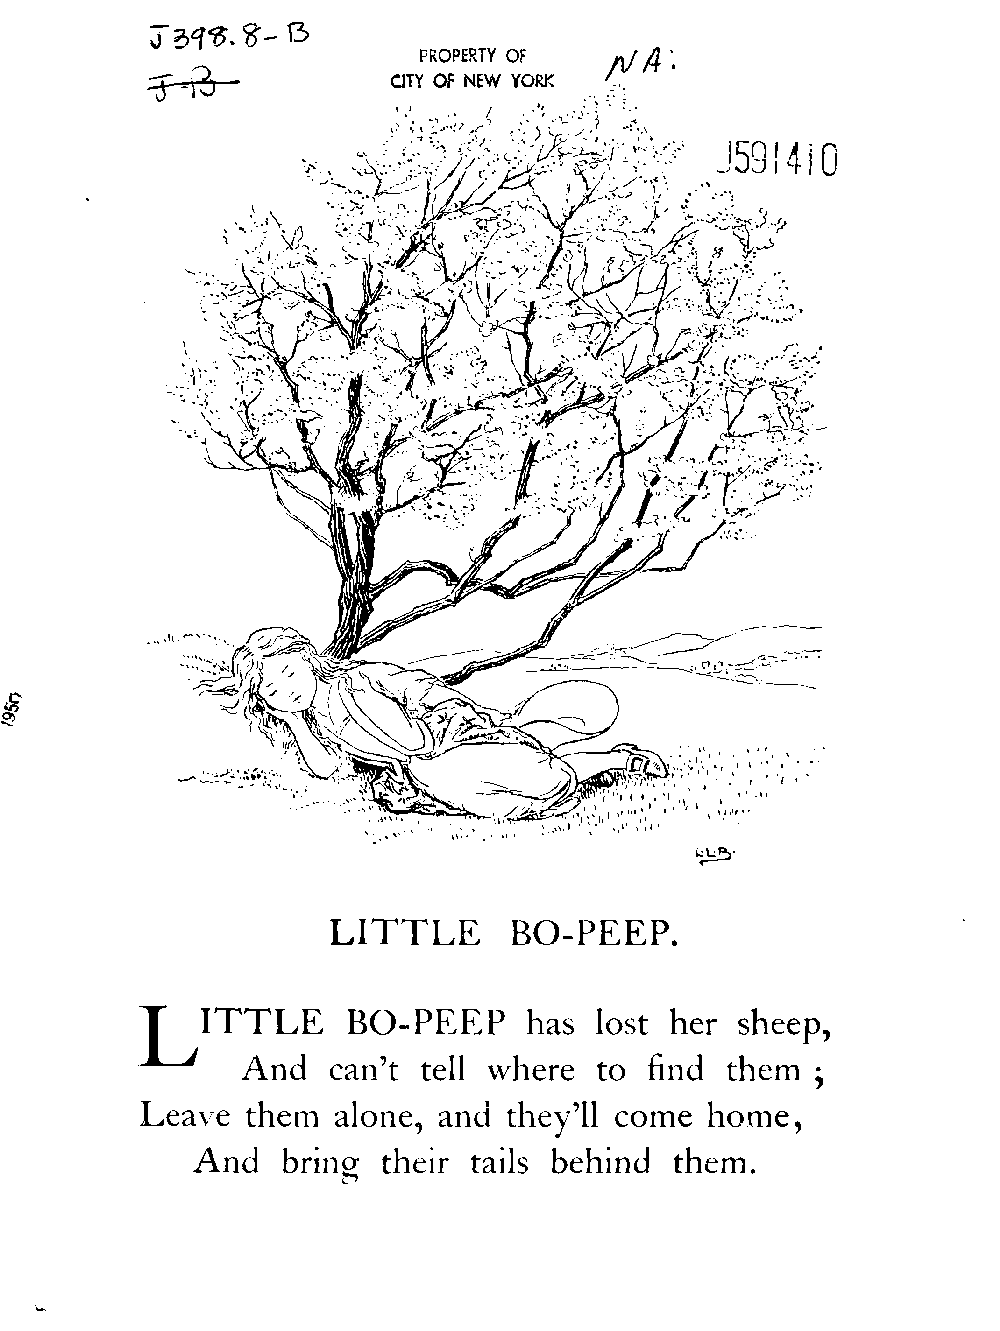 J398.8-B
J-B
PROPERTY OF
CITY OF NEW YORK
NA:
J591410
L.L.B.
LITTLE BO-PEEP.
LITTLE BO-PEEP has lost her sheep,
And can't tell where to find them ;
Leave them alone, and they'll come home,
And bring their tails behind them.